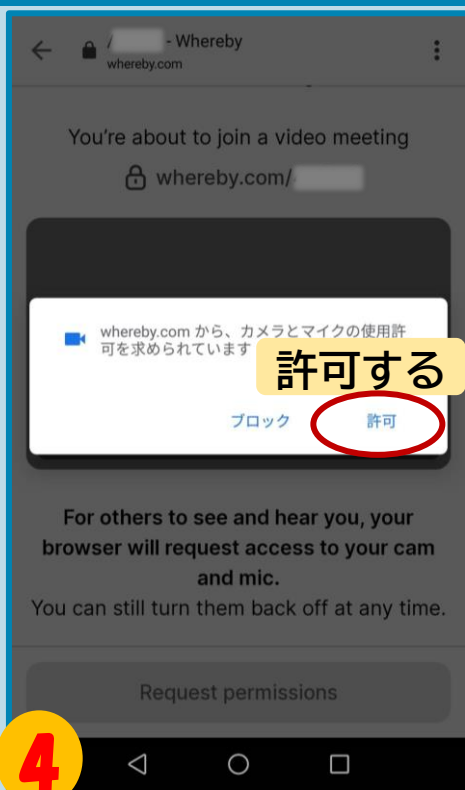 - Whereby
whereby.com
You're about to join a video meeting
whereby.com/
whereby.com から、カメラとマイクの使用許
可を求められています
許可する
ブロック 許可
For others to see and hear you, your
browser will request access to your cam
and mic.
You can still turn them back off at any time.
Request permissions
4